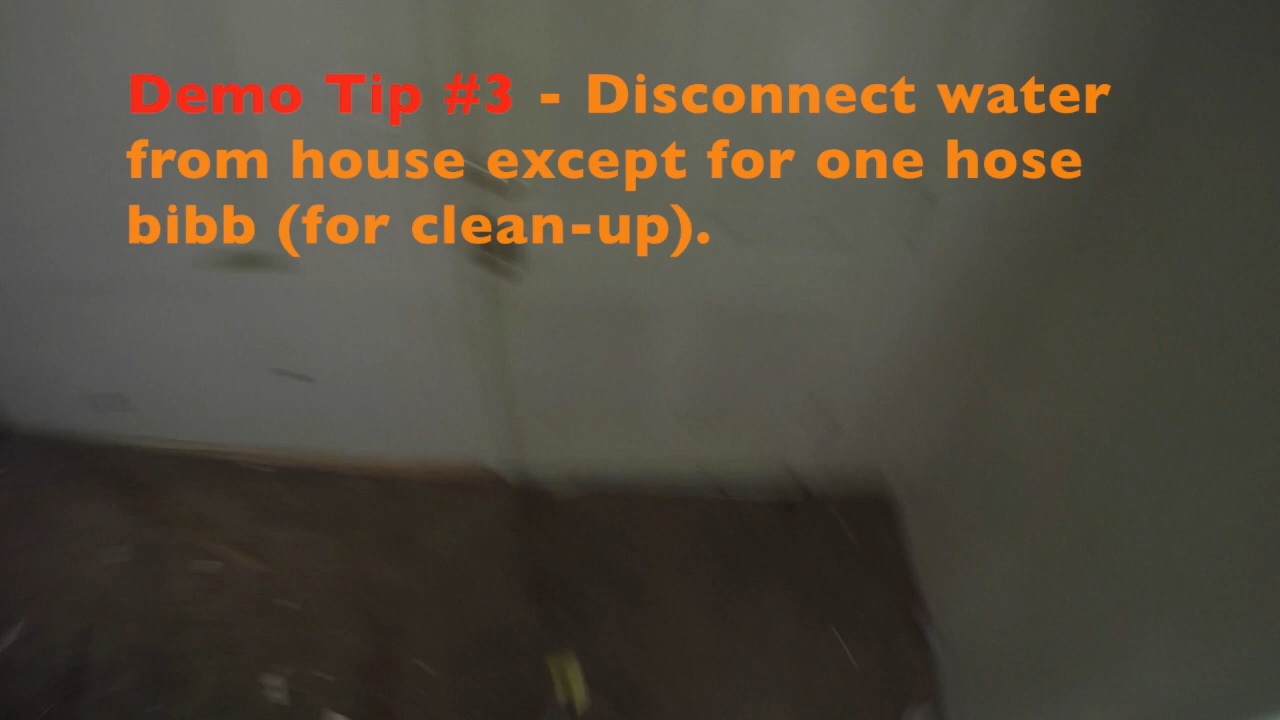 Demo Tip #3 - Disconnect water
from house except for one hose
bibb (for clean-up).